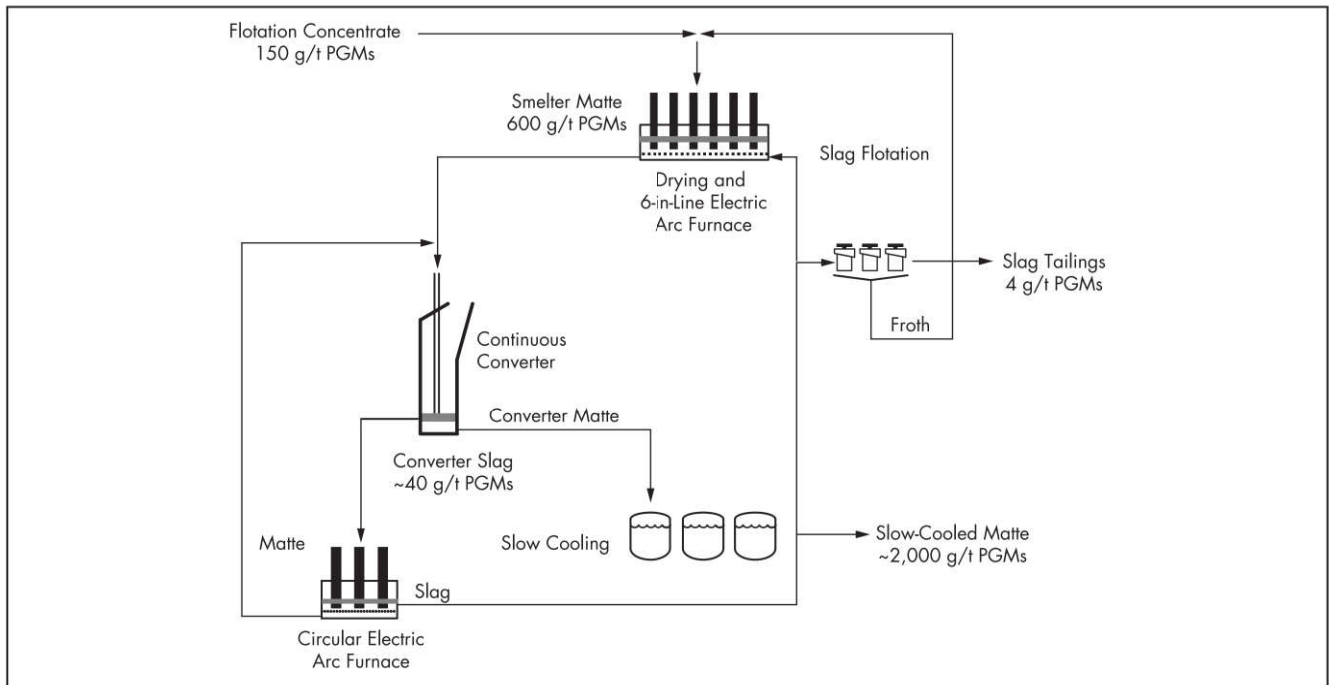 Flotation Concentrate
150 g/t PGMs
Smelter Matte
600 g/t PGMs
Slag Flotation
Drying and
6-in-Line Electric
Arc Furnace
Slag Tailings
4 g/t PGMs
Froth
Continuous
Converter
Converter Matte
Converter Slag
~40 g/t PGMs
Matte
Slow Cooling
Slow-Cooled Matte
~2,000 g/t PGMs
Slag
Circular Electric
Arc Furnace